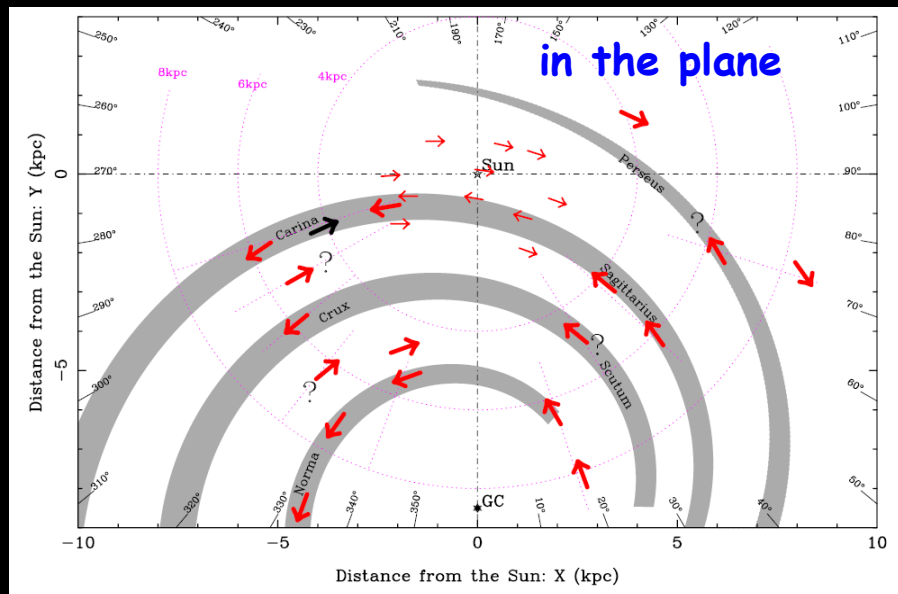 in the plane
250°
230°
210°
190°
170°
150°
130°
120°
110°
8kpc
6kpc
4kpc
260°
100°
Sun
Perseus
270°
90°
Carina
?
280°
80°
?
Sagittarius
290°
70°
Crux
?
Scutum
?
300°
60°
Norma
310°
320°
330°
340°
350°
GC
10°
20°
30°
40°
50°
0
−5
−10
−5
0
5
10
Distance from the Sun: Y (kpc)
Distance from the Sun: X (kpc)